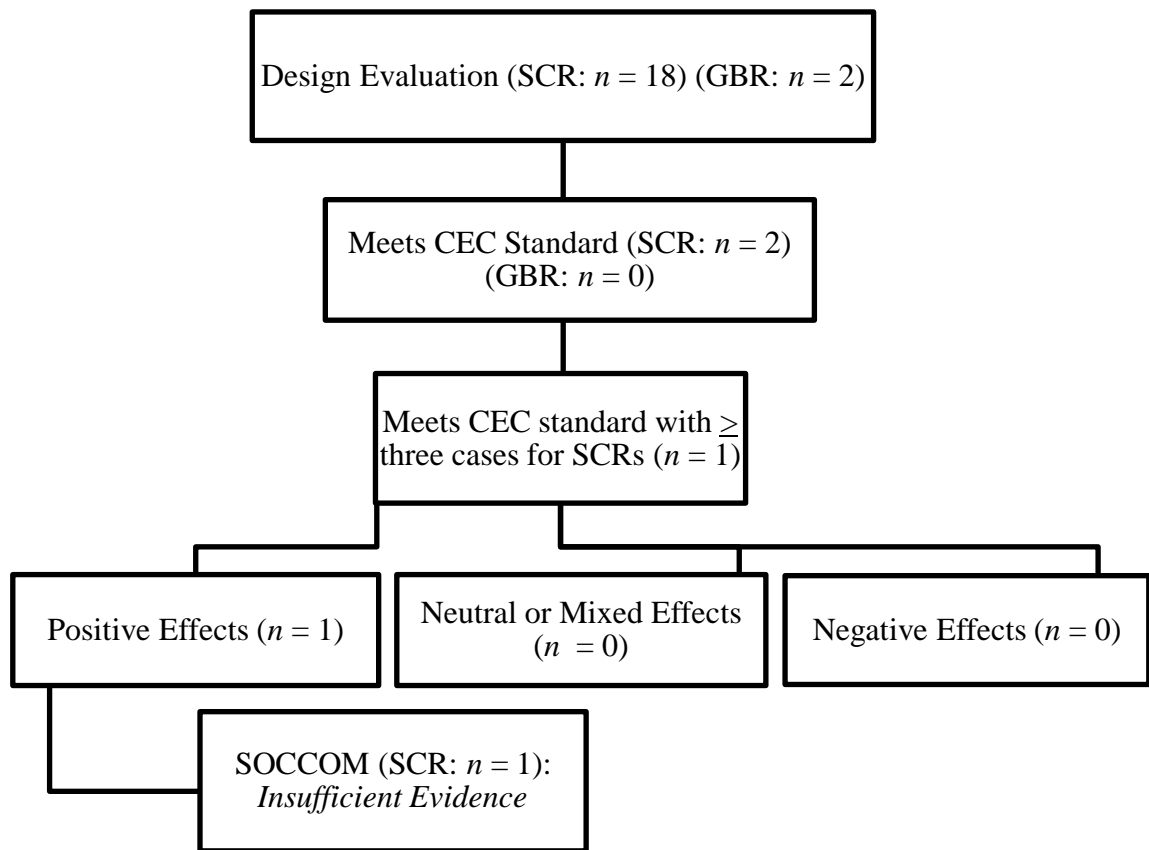 Design Evaluation (SCR: n = 18) (GBR: n = 2)
Meets CEC Standard (SCR: n = 2)
(GBR: n = 0)
Meets CEC standard with ≥
three cases for SCRs (n = 1)
Positive Effects (n = 1)
Neutral or Mixed Effects
(n = 0)
Negative Effects (n = 0)
SOCCOM (SCR: n = 1):
Insufficient Evidence